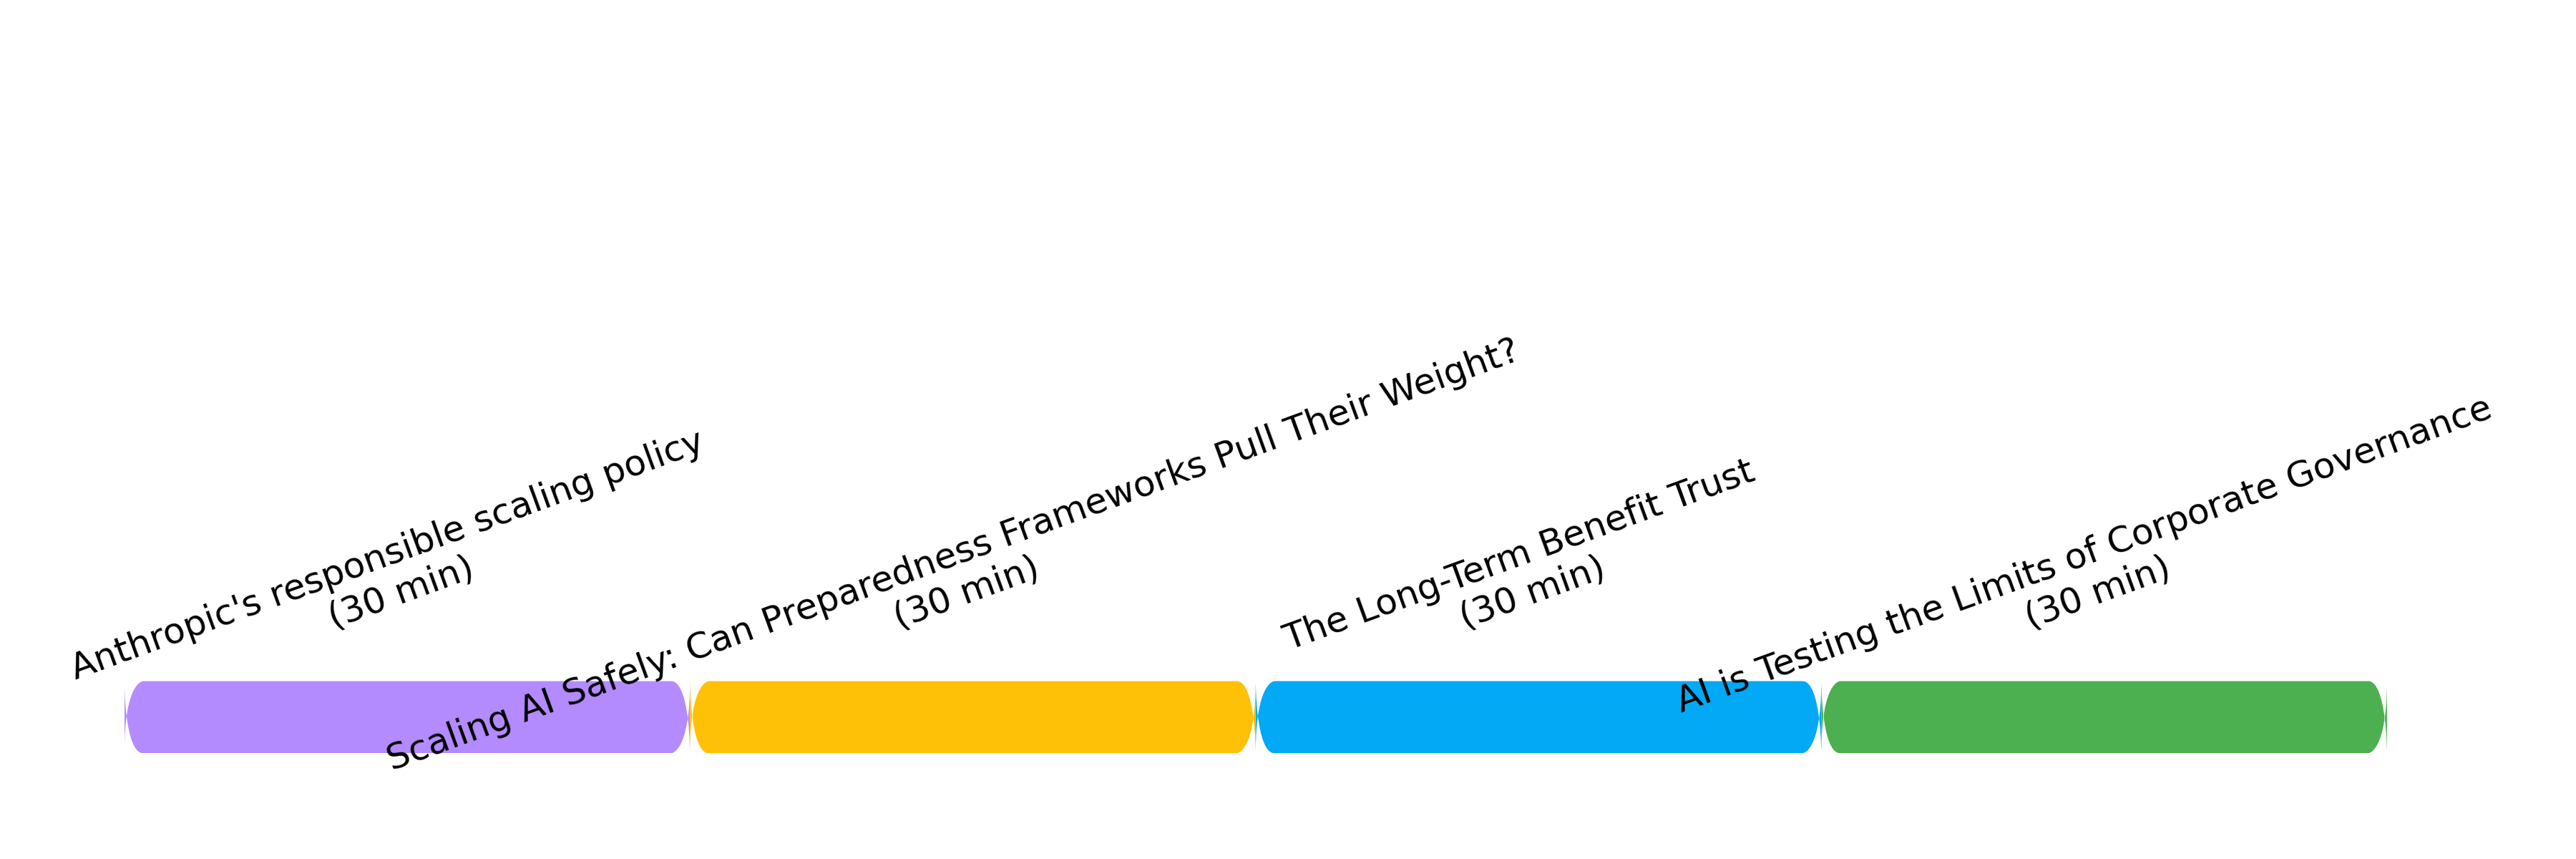 Anthropic's responsible scaling policy
(30 min)
Scaling AI Safely: Can Preparedness Frameworks Pull Their Weight?
(30 min)
The Long-Term Benefit Trust
(30 min)
AI is Testing the Limits of Corporate Governance
(30 min)